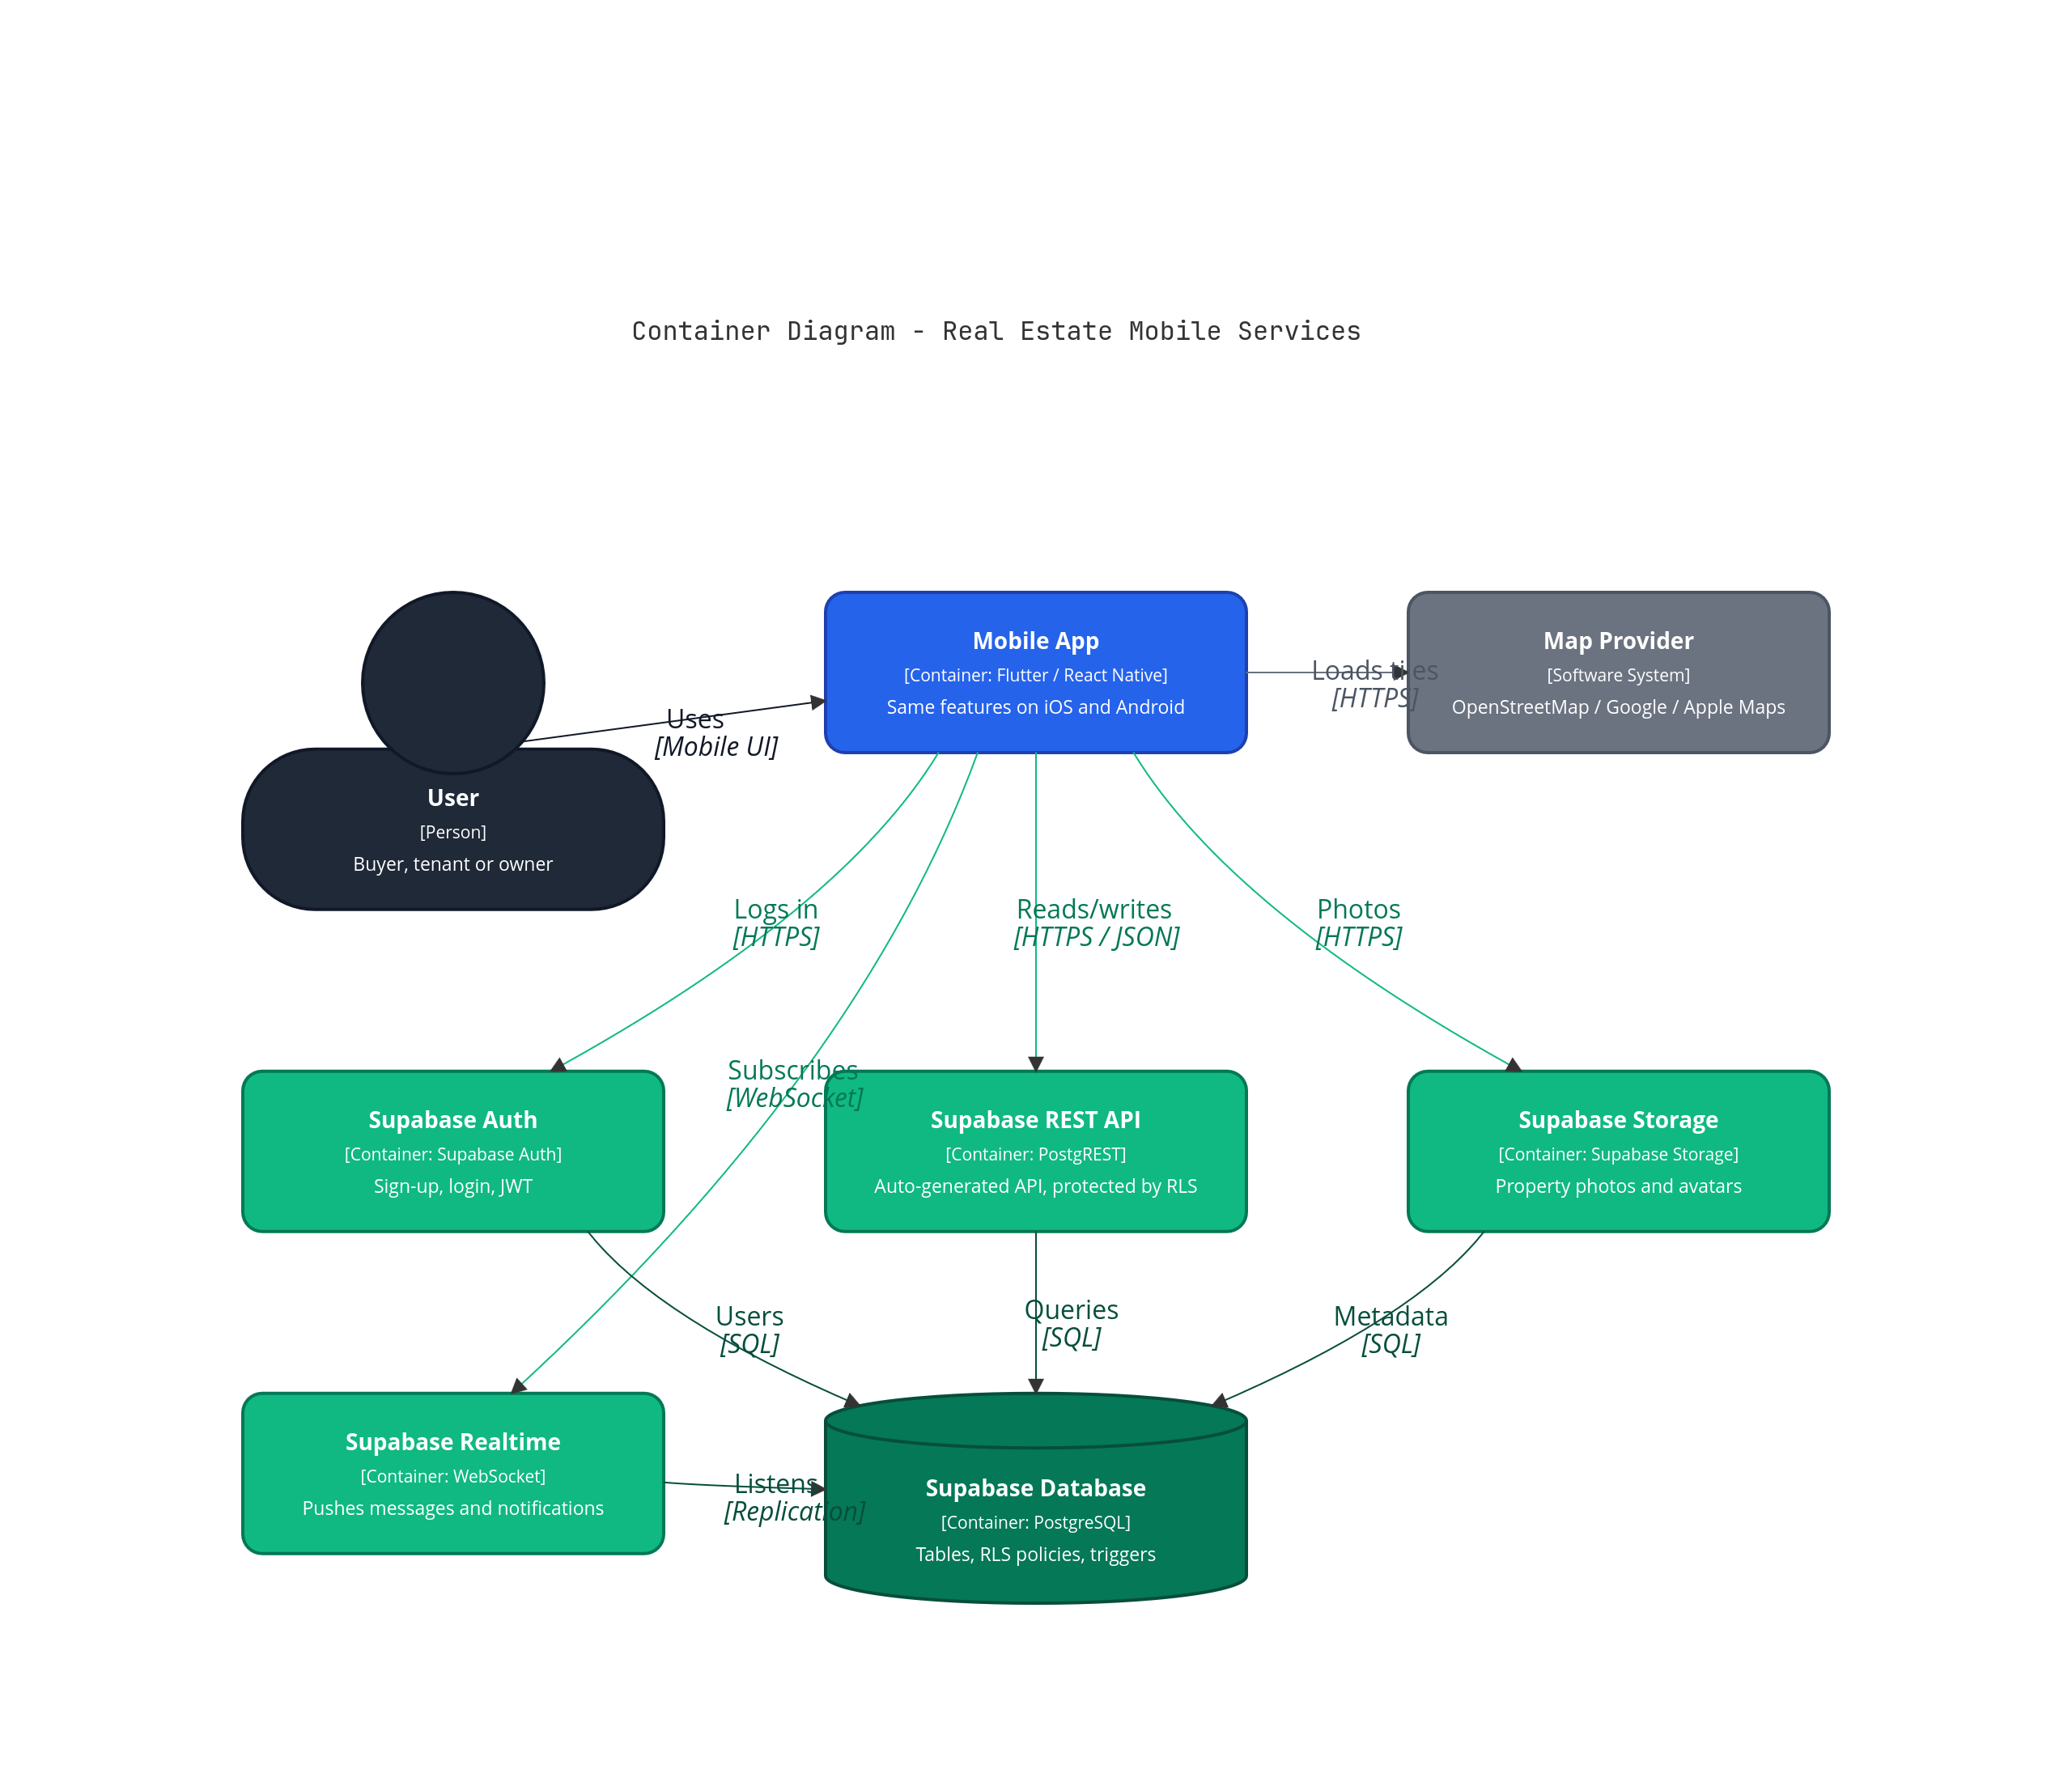 Container Diagram - Real Estate Mobile Services
Mobile App
[Container: Flutter / React Native]
Same features on iOS and Android
Map Provider
[Software System]
OpenStreetMap / Google / Apple Maps
Loads tiles
[HTTPS]
Uses
[Mobile UI]
User
[Person]
Buyer, tenant or owner
Logs in
[HTTPS]
Reads/writes
[HTTPS / JSON]
Photos
[HTTPS]
Subscribes
[WebSocket]
Supabase Auth
[Container: Supabase Auth]
Sign-up, login, JWT
Supabase REST API
[Container: PostgREST]
Auto-generated API, protected by RLS
Supabase Storage
[Container: Supabase Storage]
Property photos and avatars
Users
[SQL]
Queries
[SQL]
Metadata
[SQL]
Supabase Realtime
[Container: WebSocket]
Pushes messages and notifications
Listens
[Replication]
Supabase Database
[Container: PostgreSQL]
Tables, RLS policies, triggers